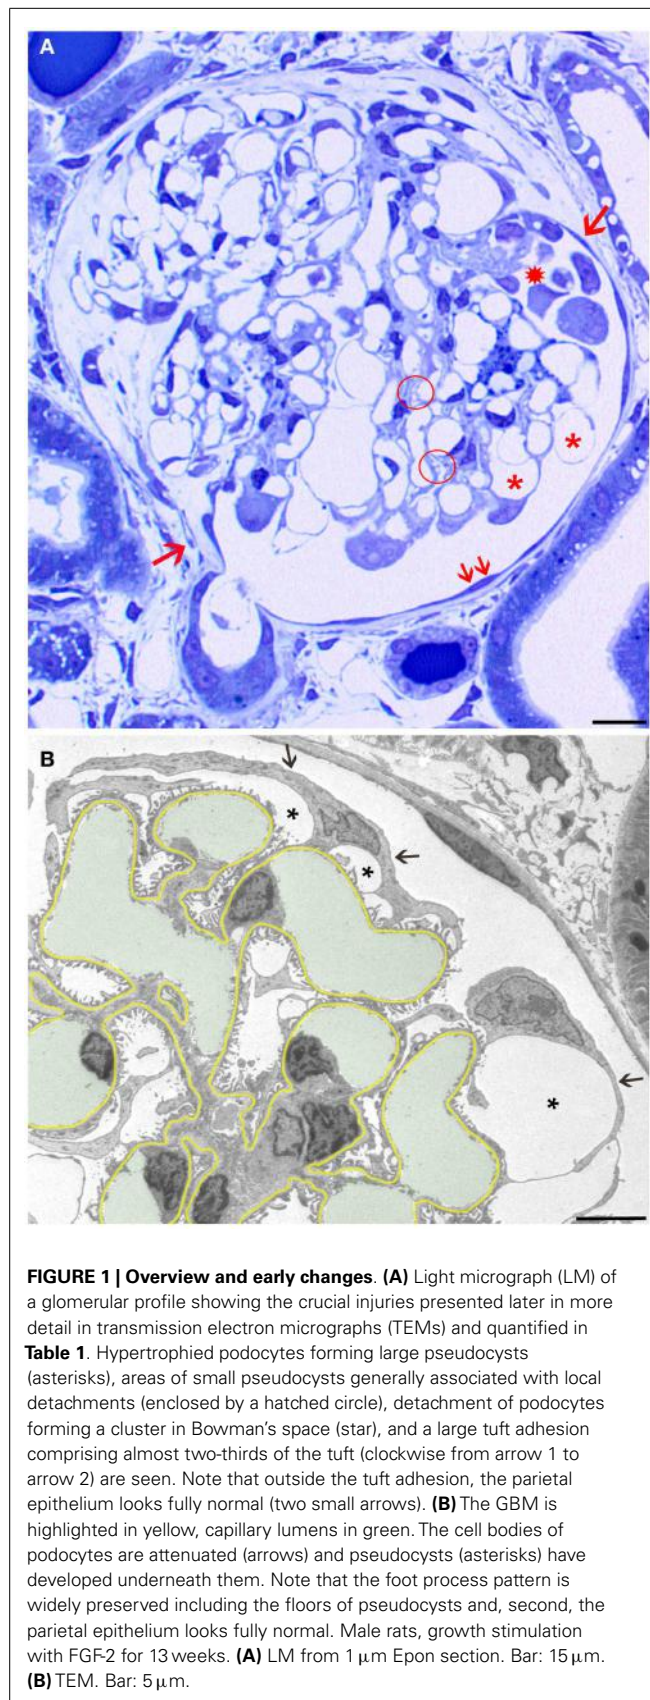 A
*
*
B
*
*
*
FIGURE 1 | Overview and early changes. (A) Light micrograph (LM) of
a glomerular profile showing the crucial injuries presented later in more
detail in transmission electron micrographs (TEMs) and quantified in
Table 1. Hypertrophied podocytes forming large pseudocysts
(asterisks), areas of small pseudocysts generally associated with local
detachments (enclosed by a hatched circle), detachment of podocytes
forming a cluster in Bowman's space (star), and a large tuft adhesion
comprising almost two-thirds of the tuft (clockwise from arrow 1 to
arrow 2) are seen. Note that outside the tuft adhesion, the parietal
epithelium looks fully normal (two small arrows). (B) The GBM is
highlighted in yellow, capillary lumens in green. The cell bodies of
podocytes are attenuated (arrows) and pseudocysts (asterisks) have
developed underneath them. Note that the foot process pattern is
widely preserved including the floors of pseudocysts and, second, the
parietal epithelium looks fully normal. Male rats, growth stimulation
with FGF-2 for 13 weeks. (A) LM from 1 μm Epon section. Bar: 15 μm.
(B) TEM. Bar: 5 μm.